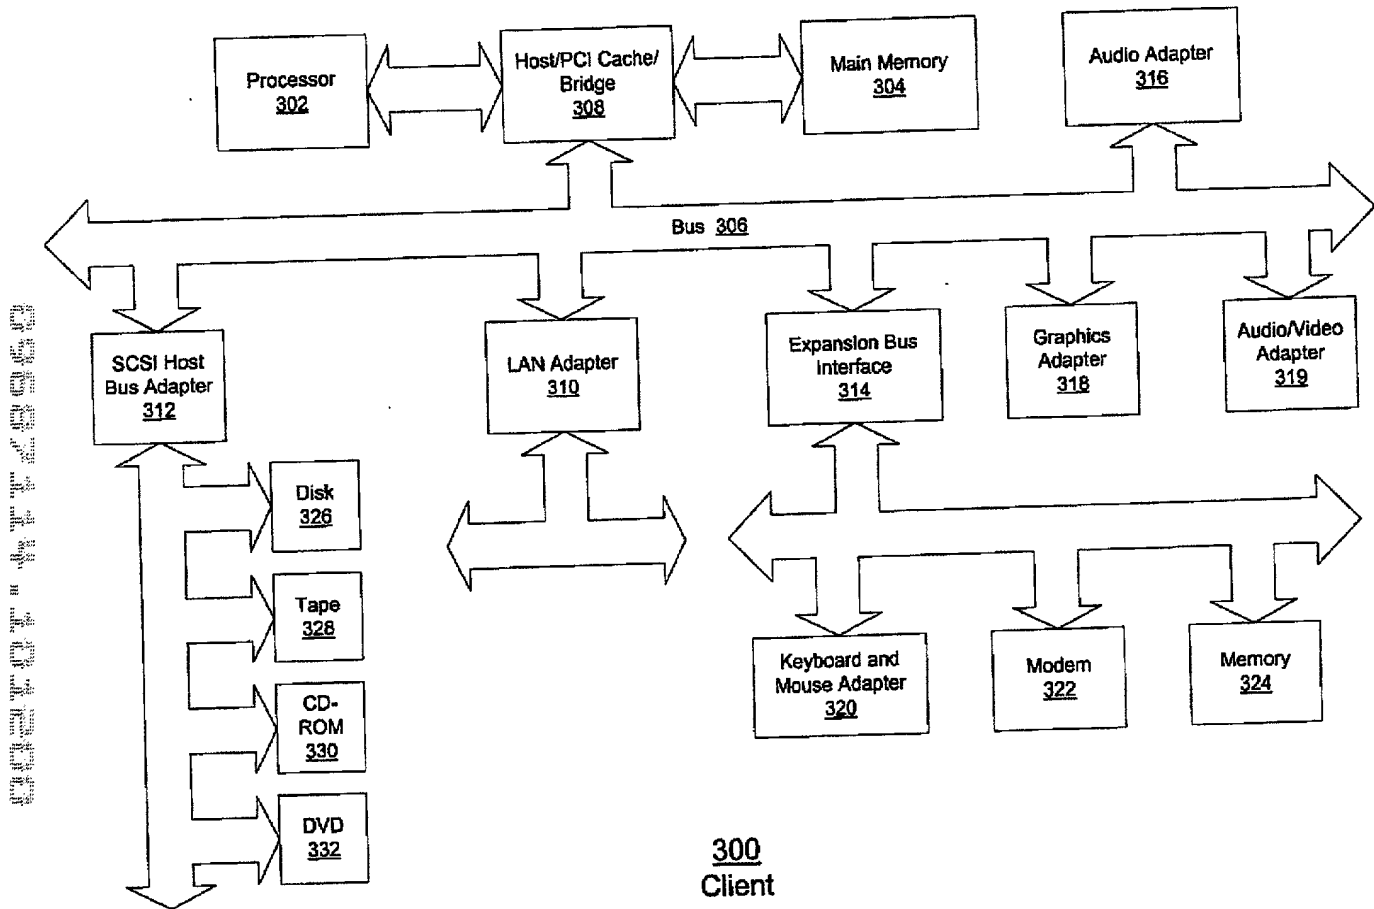 Processor
302
Host/PCI Cache/
Bridge
308
Main Memory
304
Audio Adapter
316
Bus 306
SCSI Host
Bus Adapter
312
LAN Adapter
310
Expansion Bus
Interface
314
Graphics
Adapter
318
Audio/Video
Adapter
319
Disk
326
Tape
328
CD-
ROM
330
DVD
332
Keyboard and
Mouse Adapter
320
Modem
322
Memory
324
300
Client